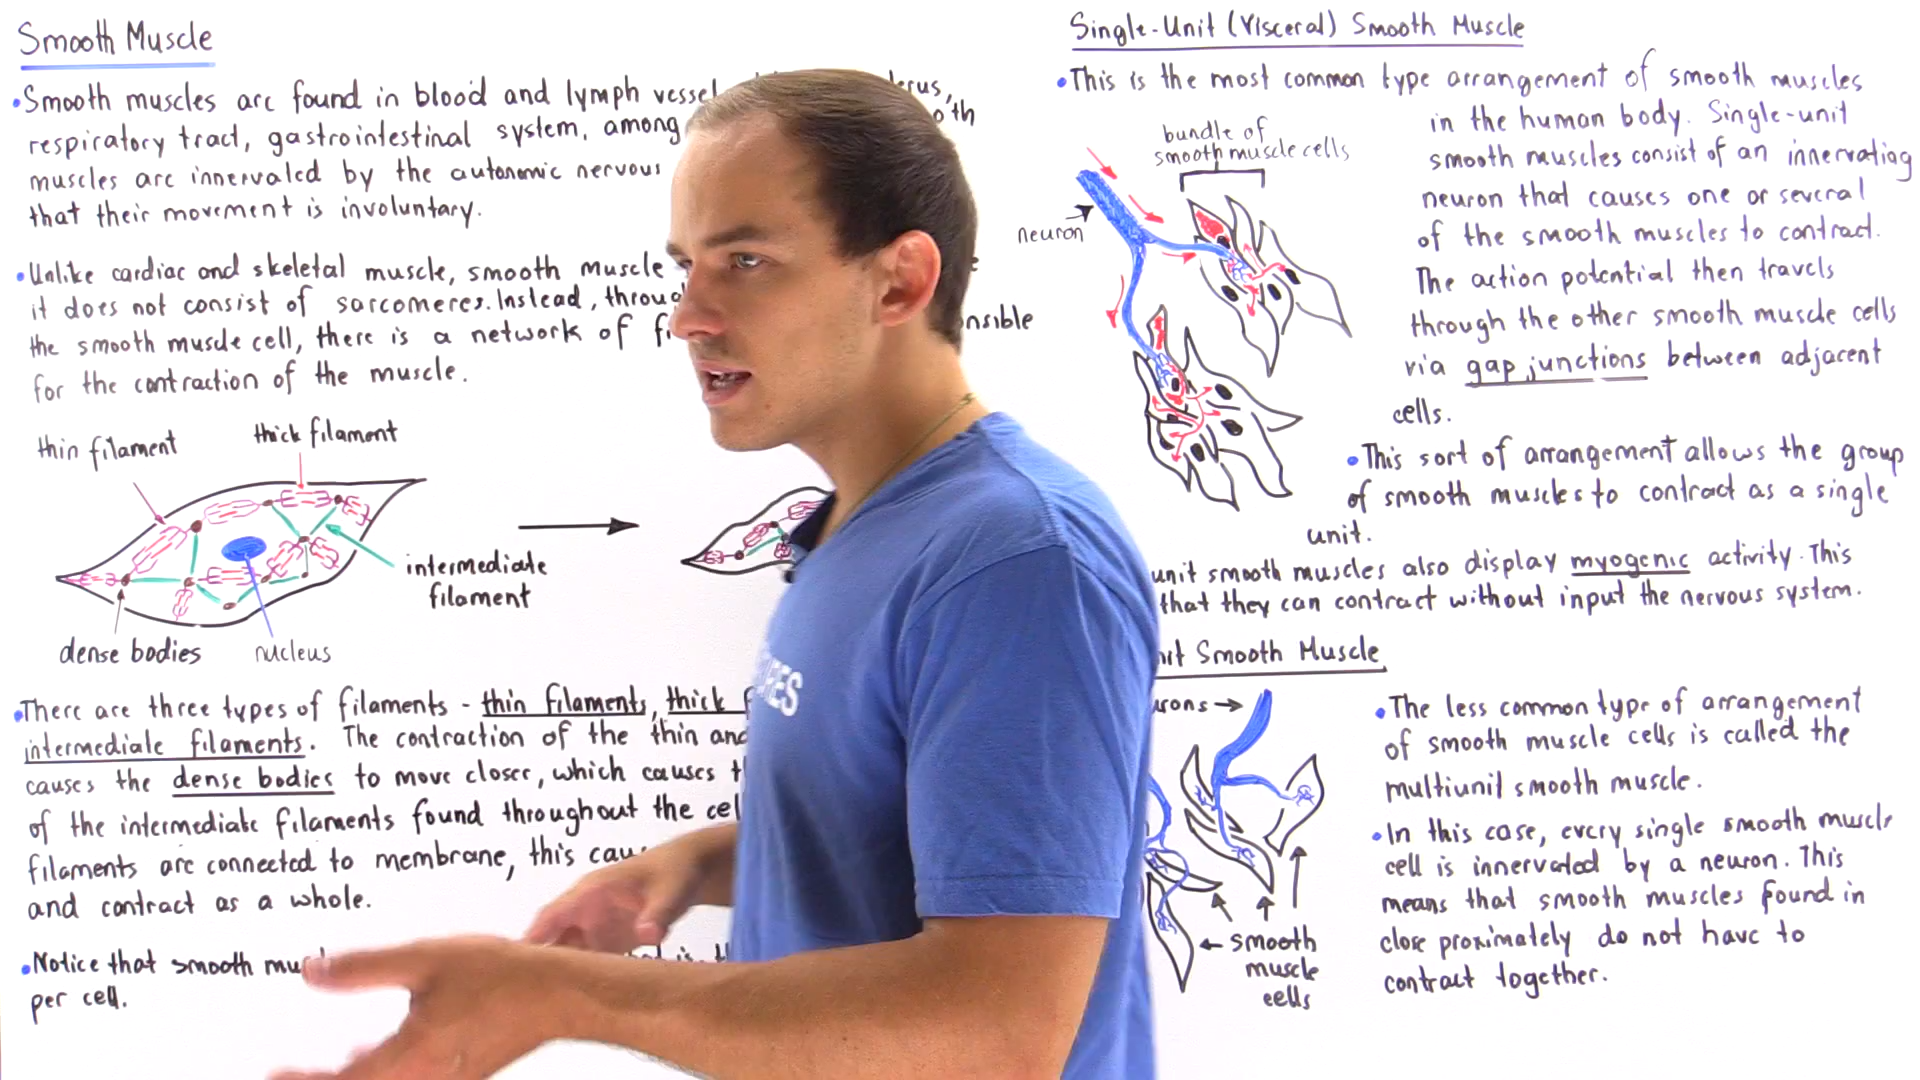 Smooth Muscle
•Smooth muscles are found in blood and lymph
respiratory tract, gastrointestinal system, among
muscles are innervated by the autonomic nervous
that their movement is involuntary.
•Unlike cardiac and skeletal muscle, smooth muscle
it does not consist of sarcomeres. Instead,
the smooth muscle cell, there is a network of
for the contraction of the muscle.
thin filament
thick filament
intermediate
filament
dense bodies
nucleus
•There are three types of filaments - thin filaments, thick
intermediate filaments. The contraction of the thin
causes the dense bodies to move closer, which causes
of the intermediate filaments found throughout the
filaments are connected to membrane, this
and contract as a whole.
•Notice that smooth
per cell.
Single-Unit (Visceral) Smooth Muscle
•This is the most common type arrangement of smooth muscles
in the human body. Single-unit
smooth muscles consist of an innervating
neuron that causes one or several
of the smooth muscles to contract.
The action potential then travels
through the other smooth muscle cells
via gap junctions between adjacent
cells.
bundle of
smooth muscle cells
neuron
•This sort of arrangement allows the group
of smooth muscles to contract as a single
unit.
unit smooth muscles also display myogenic activity. This
that they can contract without input the nervous system.
Smooth Muscle
•The less common type of arrangement
of smooth muscle cells is called the
multiunit smooth muscle.
•In this case, every single smooth muscle
cell is innervated by a neuron. This
means that smooth muscles found in
close proximately do not have to
contract together.
smooth
muscle
cells